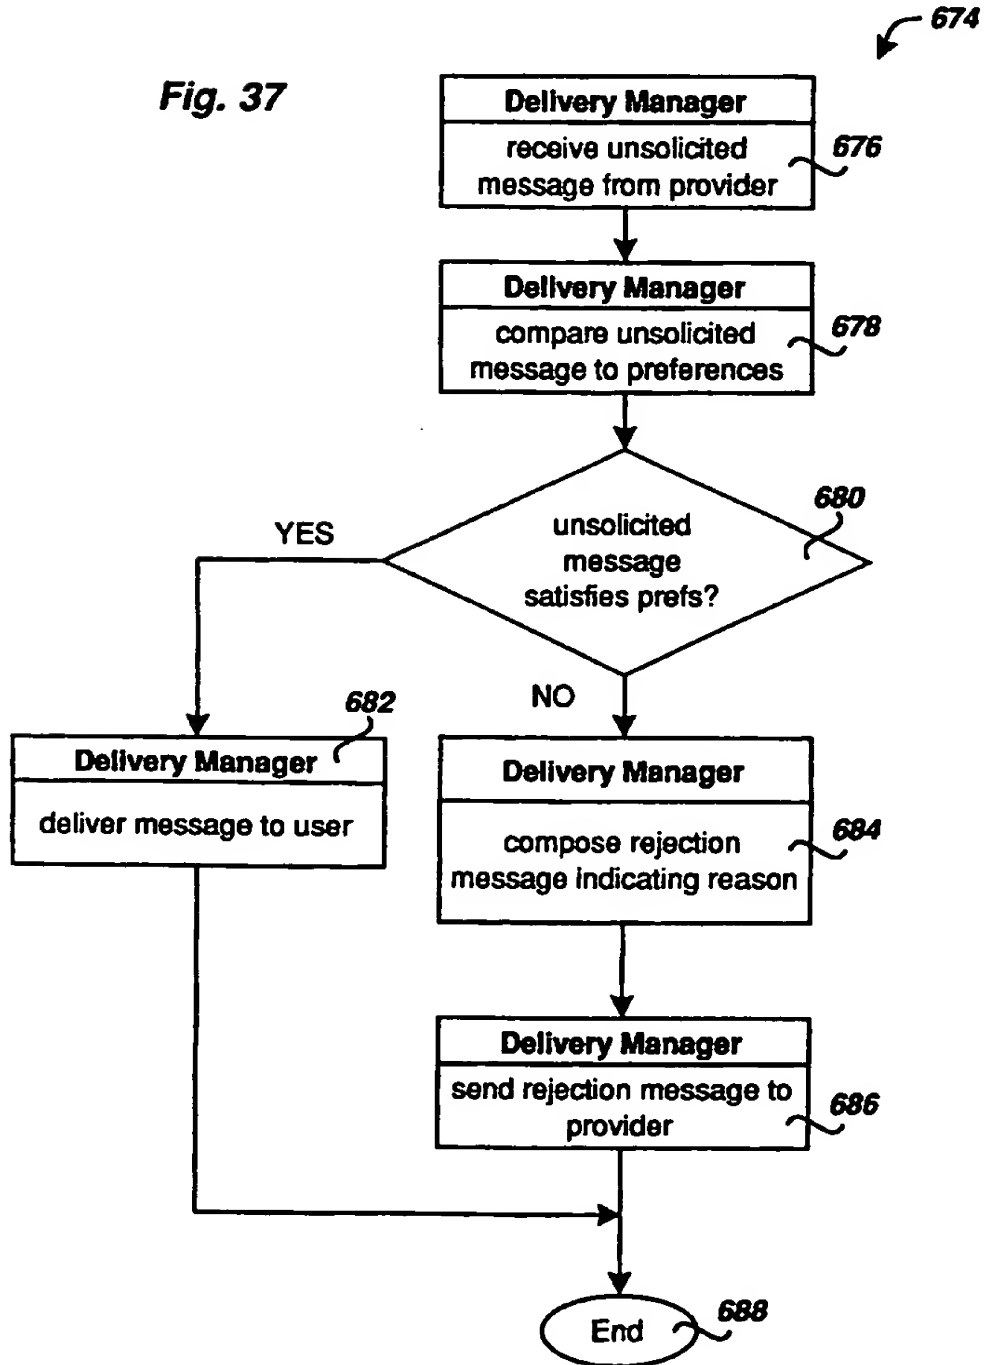 674
Fig. 37
Delivery Manager
receive unsolicited
message from provider
676
Delivery Manager
compare unsolicited
message to preferences
678
unsolicited
message
satisfies prefs?
680
YES
NO
682
Delivery Manager
deliver message to user
Delivery Manager
compose rejection
message indicating reason
684
Delivery Manager
send rejection message to
provider
686
End
688